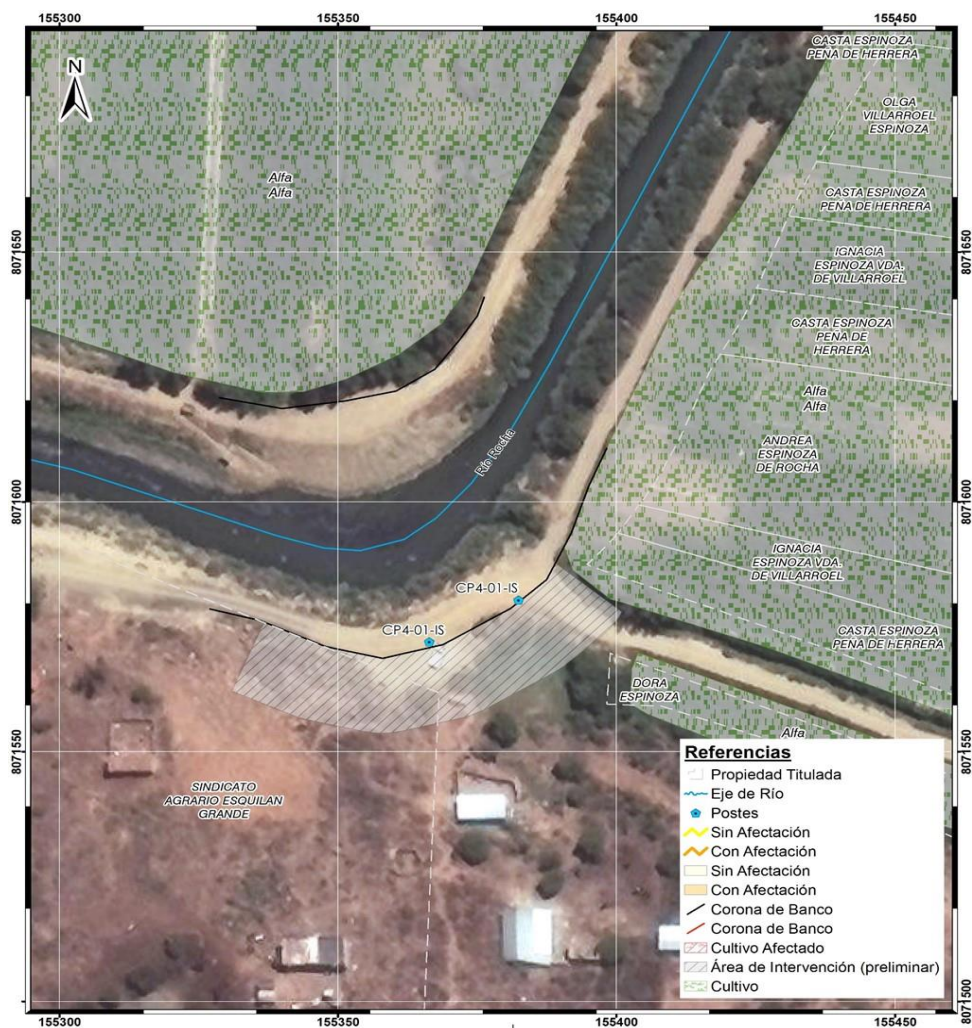 155300
155350
155400
155450
N
CASTA ESPINOZA
PENA DE HERRERA
OLGA
VILLARROEL
ESPINOZA
Alfa
Alfa
CASTA ESPINOZA
PENA DE HERRERA
8071650
8071650
IGNACIA
ESPINOZA VDA.
DE VILLARROEL
CASTA ESPINOZA
PENA DE
HERRERA
Alfa
Alfa
ANDREA
ESPINOZA
DE ROCHA
Río Rocha
8071600
8071600
IGNACIA
ESPINOZA VDA.
DE VILLARROEL
CP4-01-IS
CP4-01-IS
CASTA ESPINOZA
PENA DE HERRERA
DORA
ESPINOZA
Alfa
8071550
8071550
SINDICATO
AGRARIO ESQUILAN
GRANDE
Referencias
Propiedad Titulada
Eje de Río
Postes
Sin Afectación
Con Afectación
Sin Afectación
Con Afectación
Corona de Banco
Corona de Banco
Cultivo Afectado
Área de Intervención (preliminar)
Cultivo
8071500
8071500
155300
155350
155400
155450